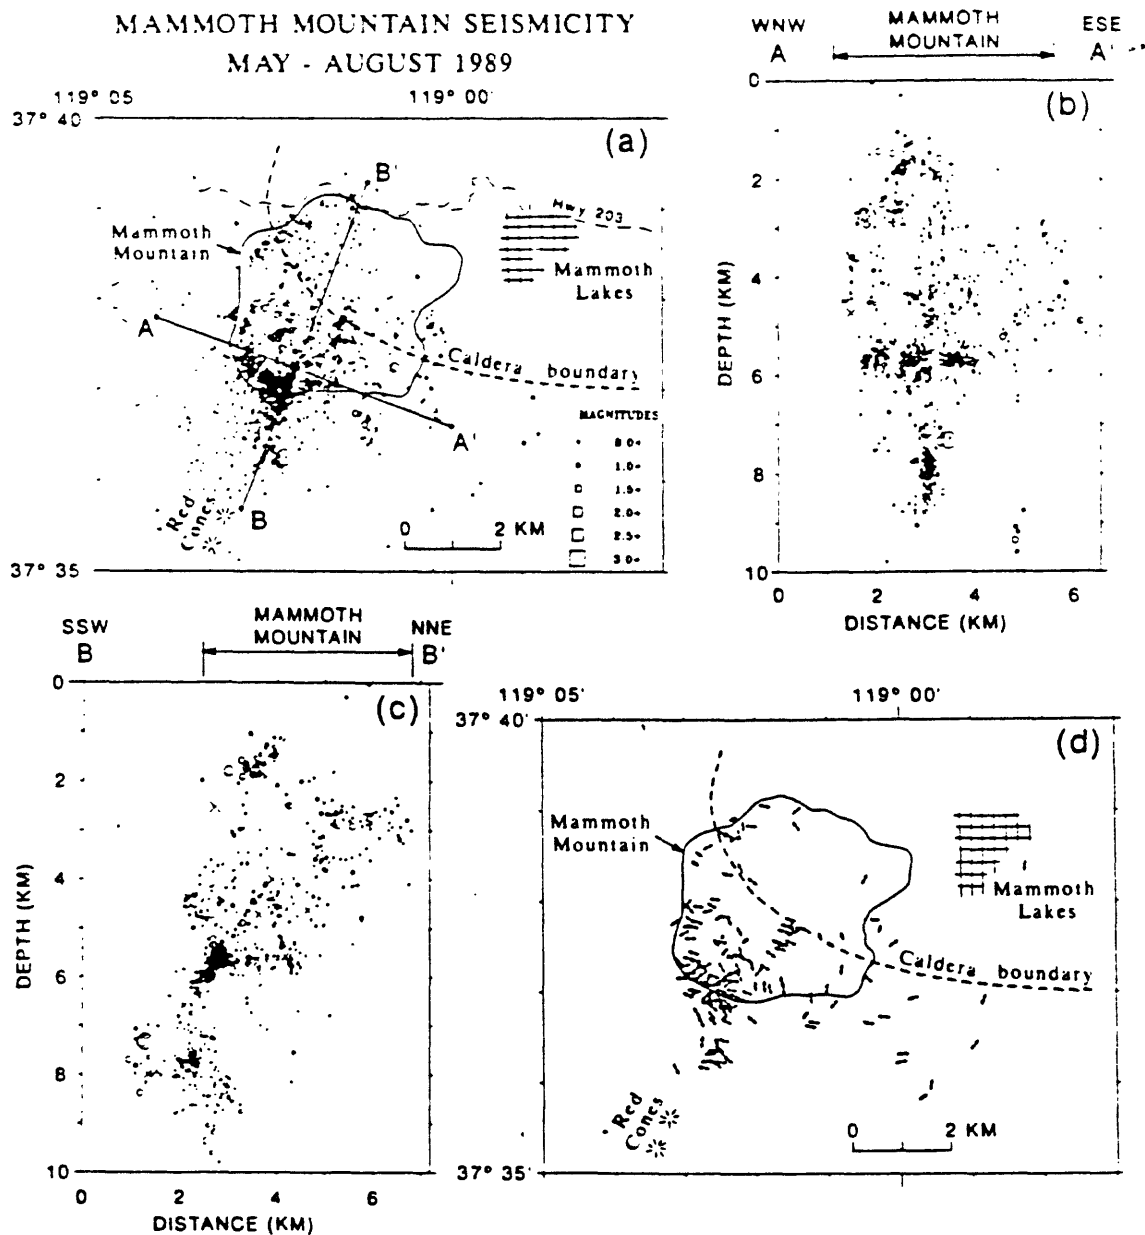 MAMMOTH MOUNTAIN SEISMICITY
MAY - AUGUST 1989
119° 05
119° 00'
37° 40
(a)
B'
Hwy 203
Mammoth
Mountain
Mammoth
Lakes
A
Caldera boundary
A'
MAGNITUDES
0.0+
1.0+
1.5+
2.0+
2.5+
3.0+
B
Red
Cones
0 2 KM
37° 35
WNW
A
MAMMOTH
MOUNTAIN
ESE
A'
(b)
0
2
4
6
8
10
DEPTH (KM)
0 2 4 6
DISTANCE (KM)
SSW
B
MAMMOTH
MOUNTAIN
NNE
B'
(c)
0
2
4
6
8
10
DEPTH (KM)
0 2 4 6
DISTANCE (KM)
119° 05'
119° 00'
37° 40'
(d)
Mammoth
Mountain
Mammoth
Lakes
Caldera boundary
Red
Cones
0 2 KM
37° 35'